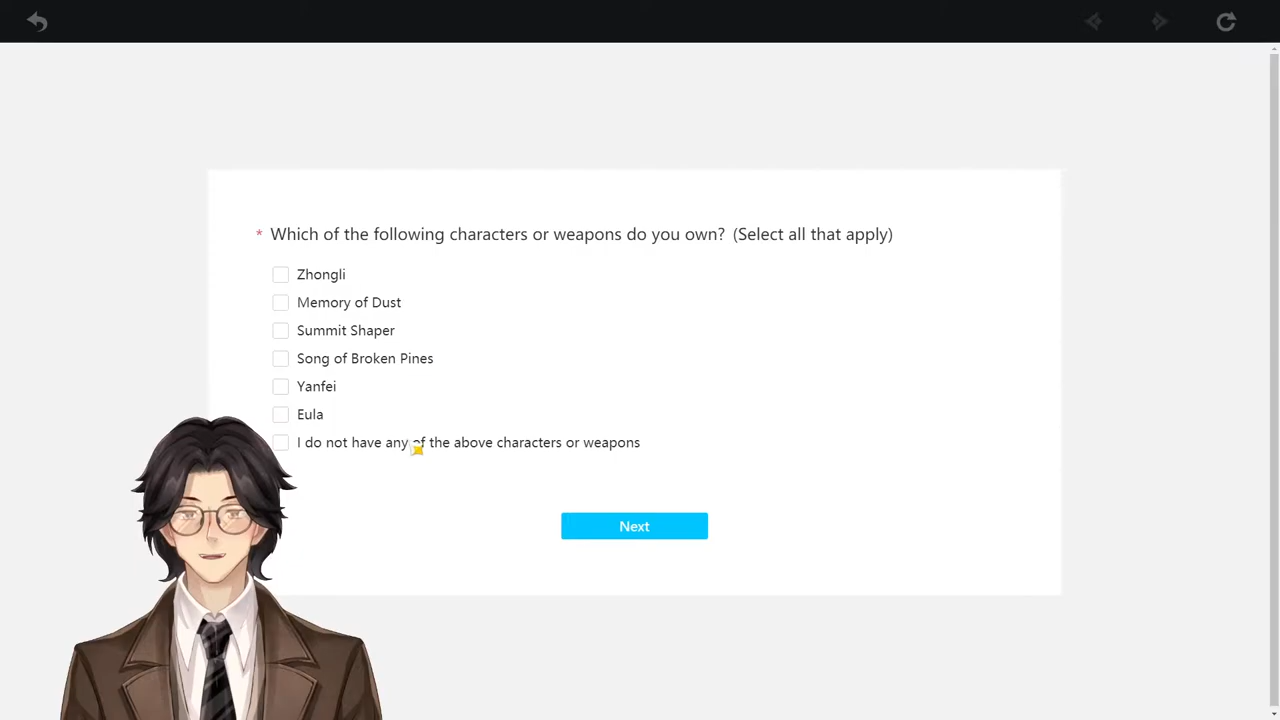 * Which of the following characters or weapons do you own? (Select all that apply)
Zhongli
Memory of Dust
Summit Shaper
Song of Broken Pines
Yanfei
Eula
I do not have any of the above characters or weapons
Next